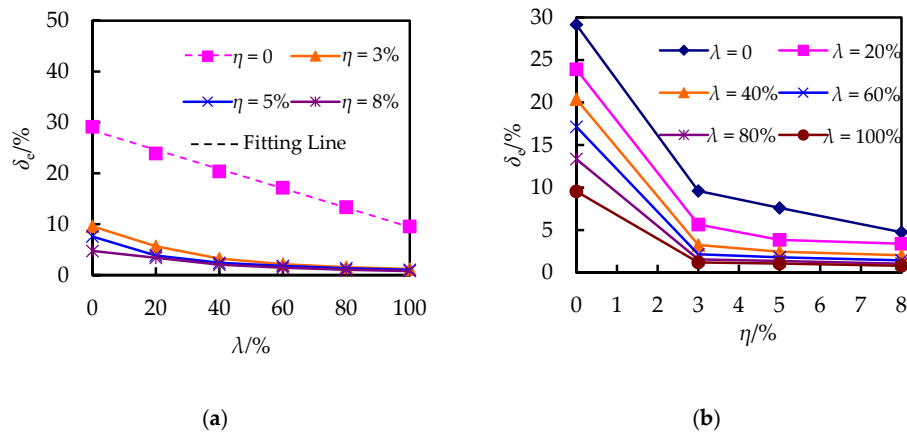 50
40
30
20
10
0
δe/%
η = 0
η = 3%
η = 5%
η = 8%
Fitting Line
0 20 40 60 80 100
λ/%
(a)
30
25
20
15
10
5
0
δe/%
λ = 0
λ = 20%
λ = 40%
λ = 60%
λ = 80%
λ = 100%
0 1 2 3 4 5 6 7 8
η/%
(b)